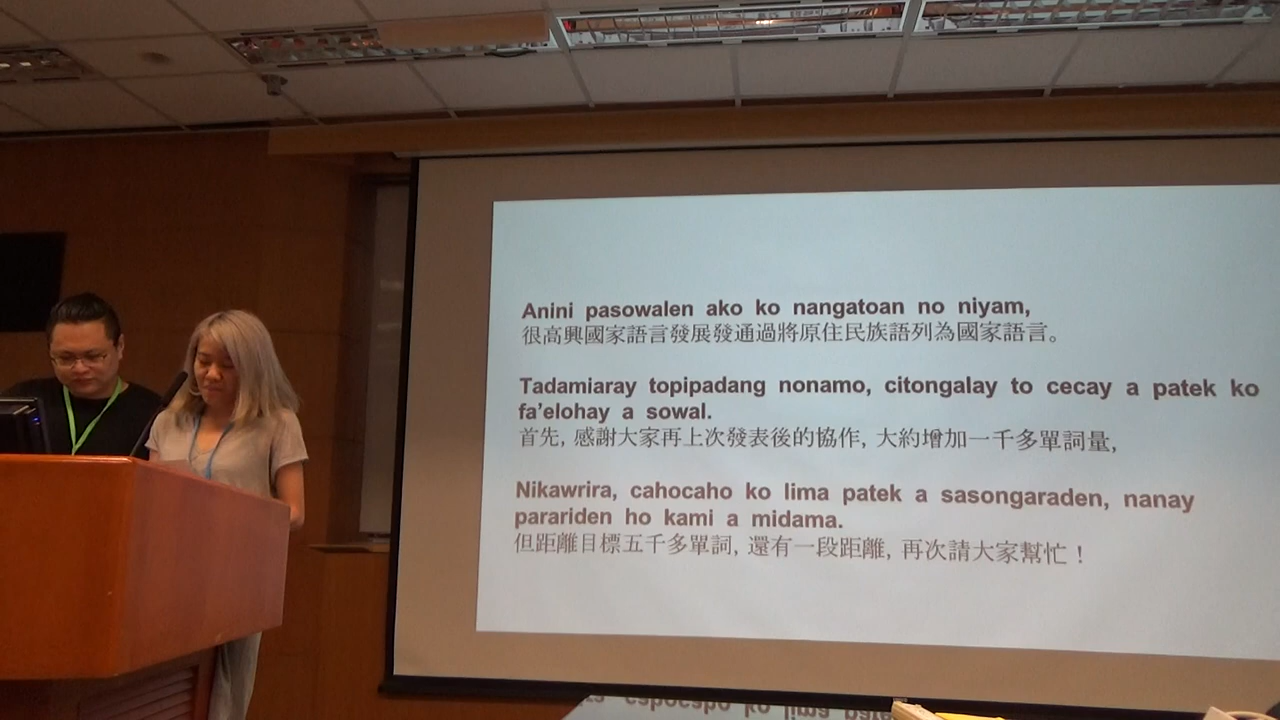 Anini pasowalen ako ko nangatoan no niyam,
很高興國家語言發展發通過將原住民族語列為國家語言。
Tadamiaray topipadang nonamo, citongalay to cecay a patek ko
fa'elohay a sowal.
首先, 感謝大家再上次發表後的協作, 大約增加一千多單詞量,
Nikawrira, cahocaho ko lima patek a sasongaraden, nanay
parariden ho kami a midama.
但距離目標五千多單詞, 還有一段距離, 再次請大家幫忙！
cahocaho ko lima patek